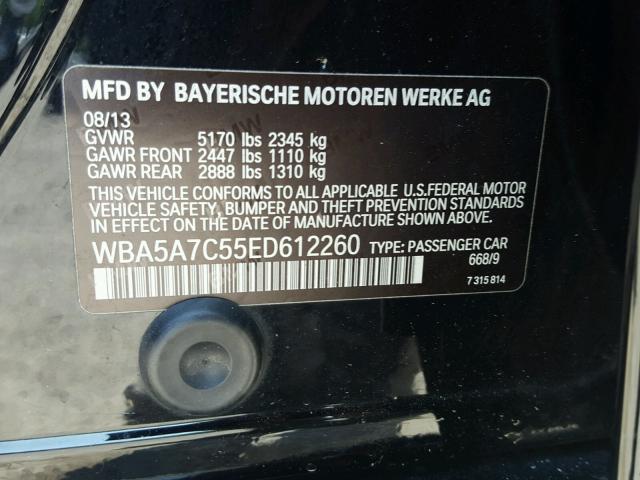 MFD BY BAYERISCHE MOTOREN WERKE AG
08/13
GVWR 5170 lbs 2345 kg
GAWR FRONT 2447 lbs 1110 kg
GAWR REAR 2888 lbs 1310 kg
THIS VEHICLE CONFORMS TO ALL APPLICABLE U.S.FEDERAL MOTOR
VEHICLE SAFETY, BUMPER, AND THEFT PREVENTION STANDARDS
IN EFFECT ON THE DATE OF MANUFACTURE SHOWN ABOVE.
WBA5A7C55ED612260 TYPE: PASSENGER CAR
668/9
7 315 814